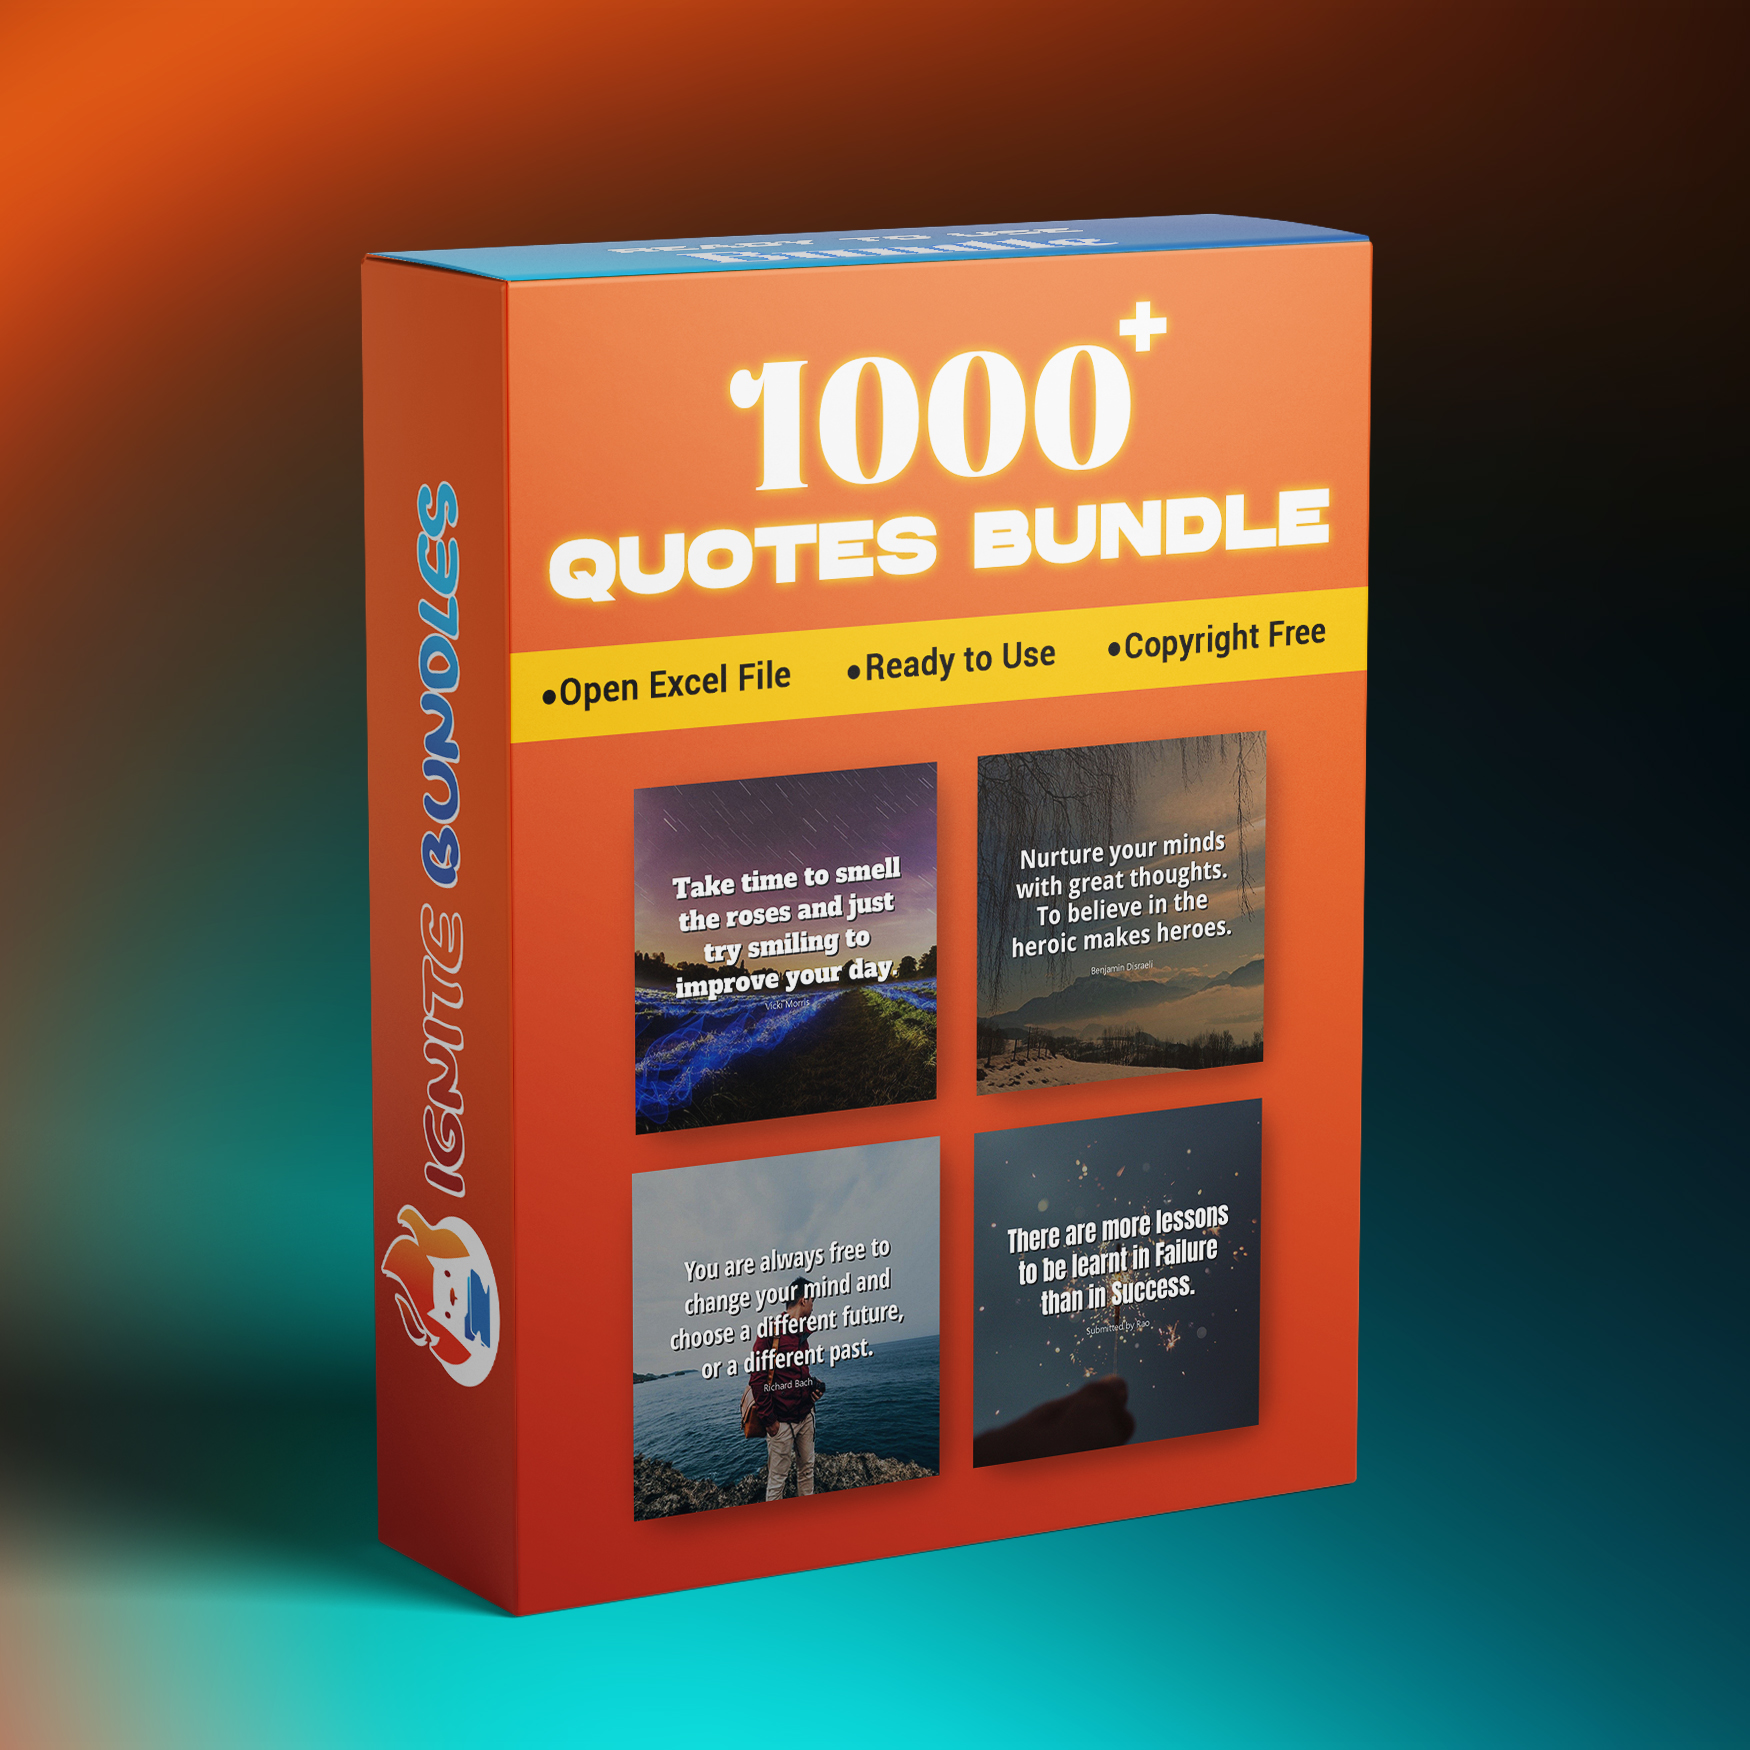 READY TO USE
Bundle
1000+
QUOTES BUNDLE
•Open Excel File •Ready to Use •Copyright Free
Take time to smell
the roses and just
try smiling to
improve your day.
Vicki Morris
Nurture your minds
with great thoughts.
To believe in the
heroic makes heroes.
Benjamin Disraeli
You are always free to
change your mind and
choose a different future,
or a different past.
Richard Bach
There are more lessons
to be learnt in Failure
than in Success.
Submitted by Rao
IGNITE BUNDLES